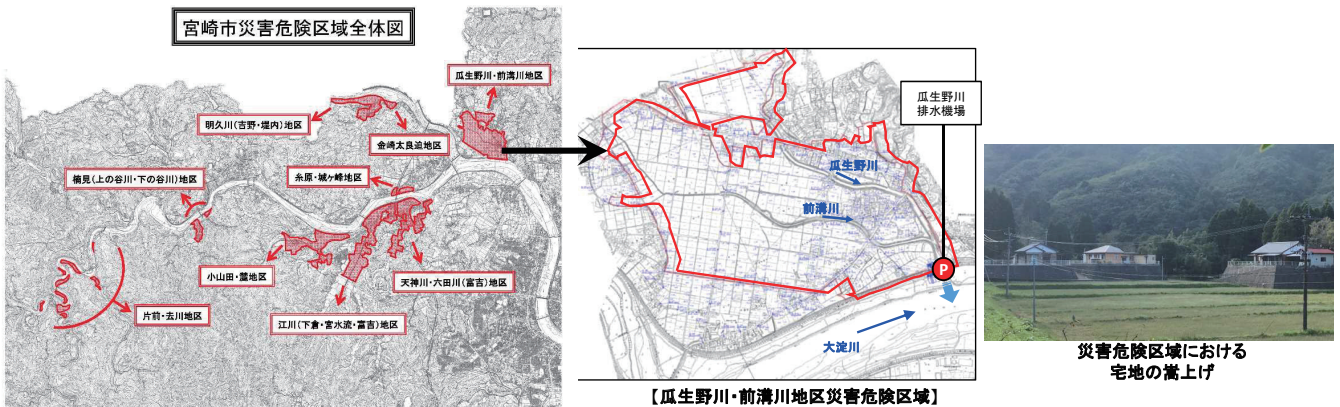 宮崎市災害危険区域全体図
瓜生野川・前溝川地区
明久川(吉野・堀内)地区
金崎太良迫地区
楠見(上の谷川・下の谷川)地区
糸原・城ヶ峰地区
小山田・麓地区
天神川・六田川(富吉)地区
片前・去川地区
江川(下倉・宮水流・富吉)地区
瓜生野川
排水機場
瓜生野川
前溝川
P
大淀川
【瓜生野川・前溝川地区災害危険区域】
災害危険区域における
宅地の嵩上げ